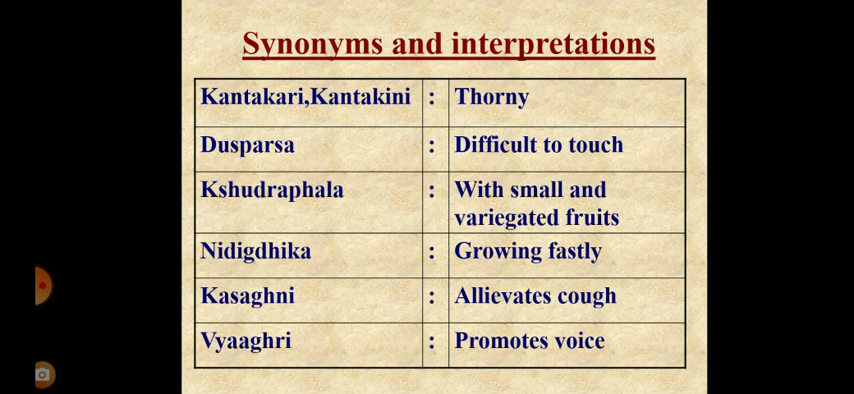 Synonyms and interpretations
Kantakari,Kantakini : Thorny
Dusparsa : Difficult to touch
Kshudraphala : With small and
variegated fruits
Nidigdhika : Growing fastly
Kasaghni : Allievates cough
Vyaaghri : Promotes voice